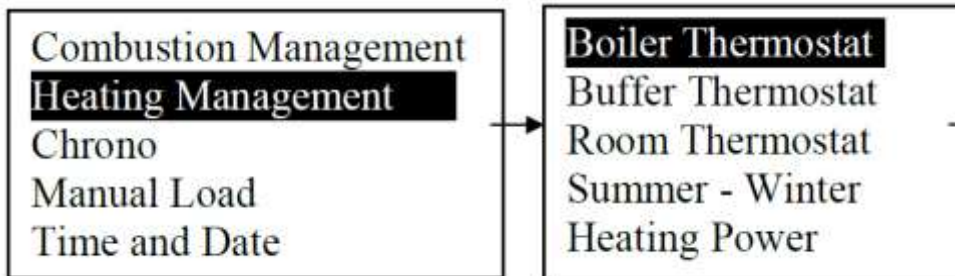 Combustion Management
Heating Management
Chrono
Manual Load
Time and Date
Boiler Thermostat
Buffer Thermostat
Room Thermostat
Summer - Winter
Heating Power